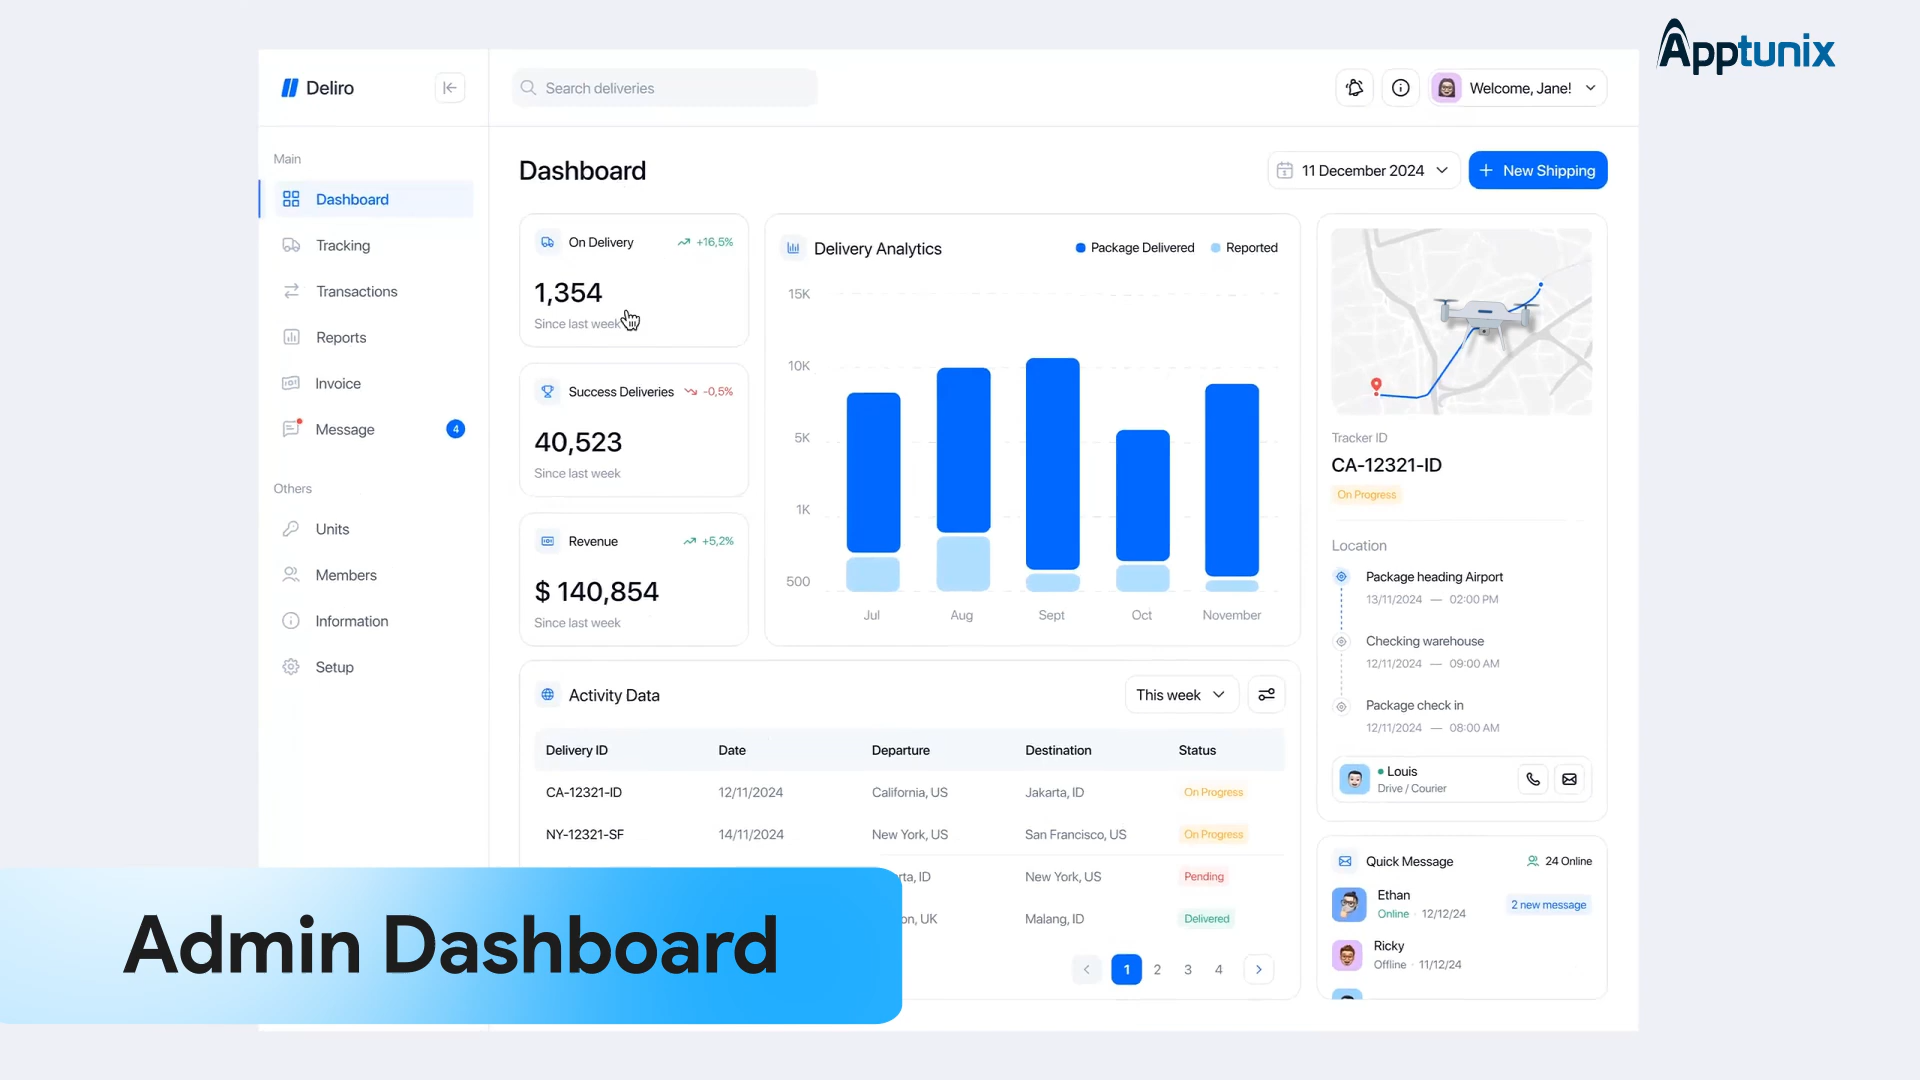 Apptunix
Deliro
Search deliveries
Welcome, Jane!
Main
Dashboard
Tracking
Transactions
Reports
Invoice
Message
4
Others
Units
Members
Information
Setup
Dashboard
11 December 2024
New Shipping
On Delivery
+16,5%
1,354
Since last week
Success Deliveries
-0,5%
40,523
Since last week
Revenue
+5,2%
$ 140,854
Since last week
Delivery Analytics
Package Delivered
Reported
15K
10K
5K
1K
500
Jul Aug Sept Oct November
Activity Data
This week
Delivery ID Date Departure Destination Status
CA-12321-ID 12/11/2024 California, US Jakarta, ID On Progress
NY-12321-SF 14/11/2024 New York, US San Francisco, US On Progress
rta, ID New York, US Pending
on, UK Malang, ID Delivered
1 2 3 4
Tracker ID
CA-12321-ID
On Progress
Location
Package heading Airport
13/11/2024 — 02:00 PM
Checking warehouse
12/11/2024 — 09:00 AM
Package check in
12/11/2024 — 08:00 AM
Louis
Drive / Courier
Quick Message
24 Online
Ethan
Online · 12/12/24
2 new message
Ricky
Offline · 11/12/24
Admin Dashboard